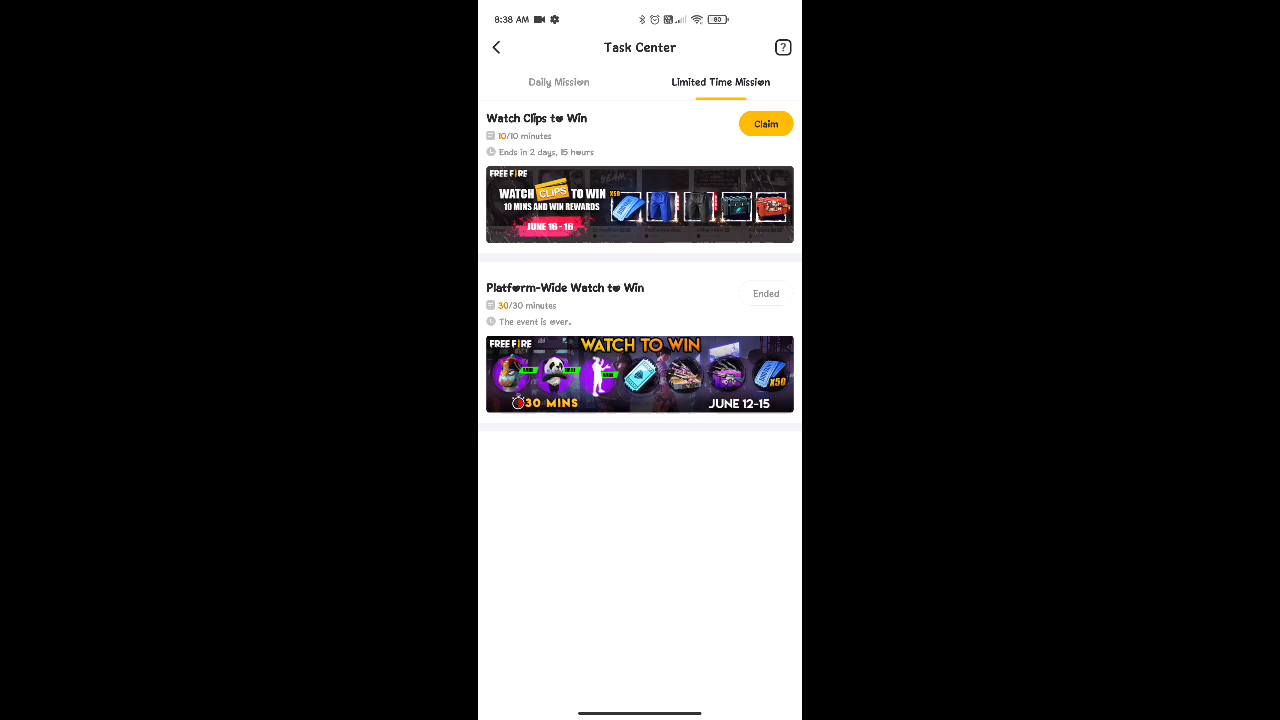 8:38 AM
80
Task Center
?
Daily Mission
Limited Time Mission
Watch Clips to Win
Claim
10/10 minutes
Ends in 2 days, 15 hours
FREE FIRE
WATCH CLIPS TO WIN
10 MINS AND WIN REWARDS
JUNE 16 - 18
X50
Platform-Wide Watch to Win
Ended
30/30 minutes
The event is over.
FREE FIRE
WATCH TO WIN
X50
30 MINS
JUNE 12-15